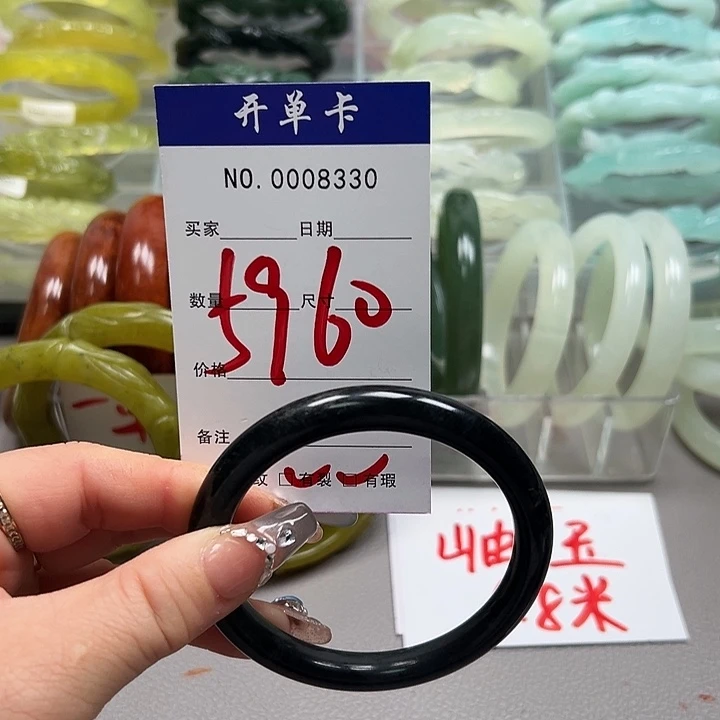 开单卡
NO. 0008330
买家 日期
数量 尺寸
5960
价格
备注
纹 □有裂 □有瑕
岫玉
.8米